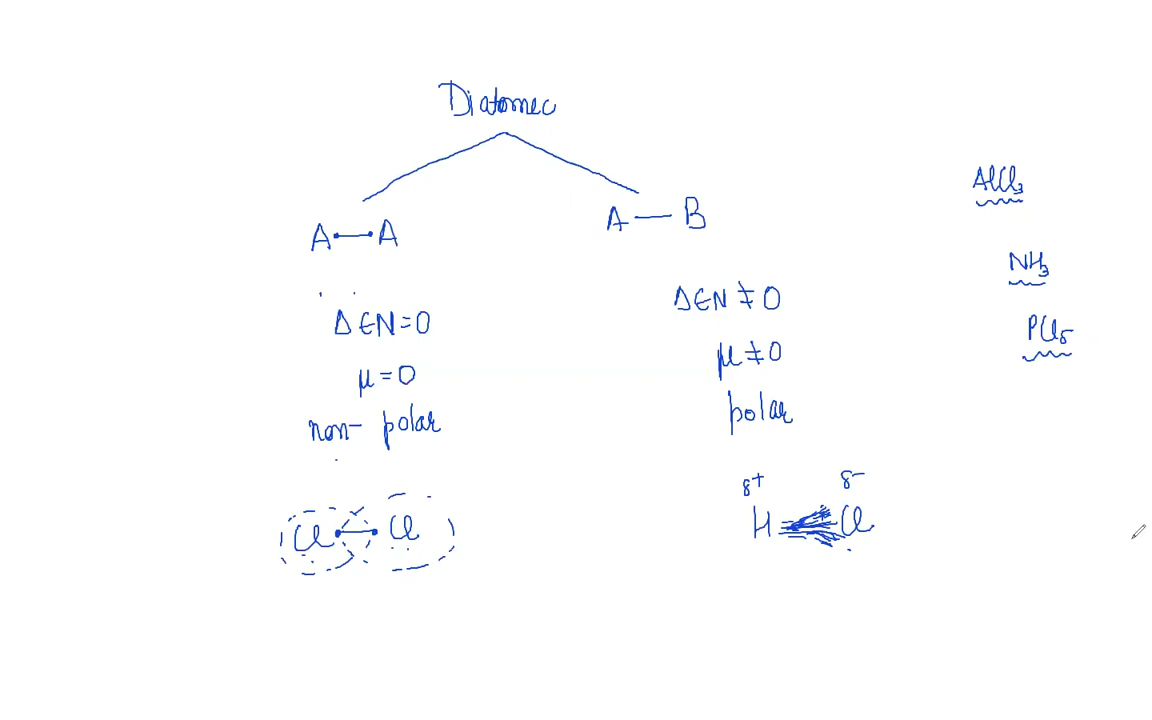 Diatomic
A — A
A — B
ΔEN = 0
μ = 0
non- polar
ΔEN ≠ 0
μ ≠ 0
polar
Cl Cl
δ+ δ-
H Cl
AlCl3
NH3
PCl5